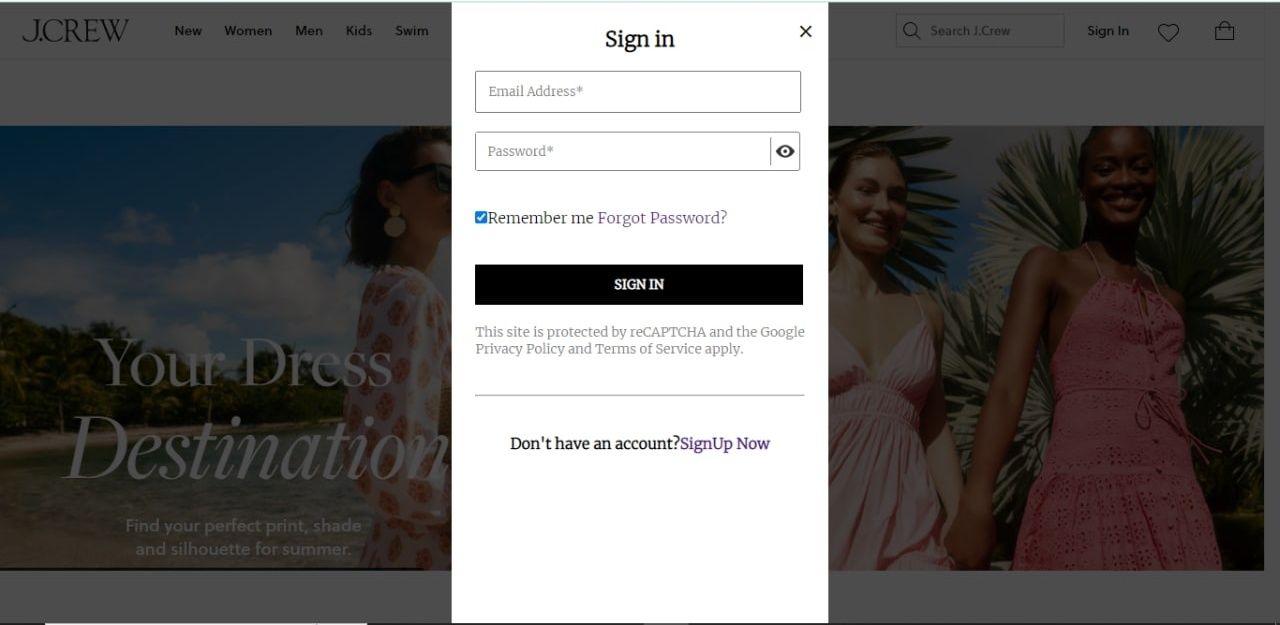 J.CREW
New Women Men Kids Swim
Search J.Crew
Sign In
Sign in
Email Address*
Password*
Remember me Forgot Password?
SIGN IN
This site is protected by reCAPTCHA and the Google
Privacy Policy and Terms of Service apply.
Don't have an account?SignUp Now
Your Dress
Destination
Find your perfect print, shade
and silhouette for summer.